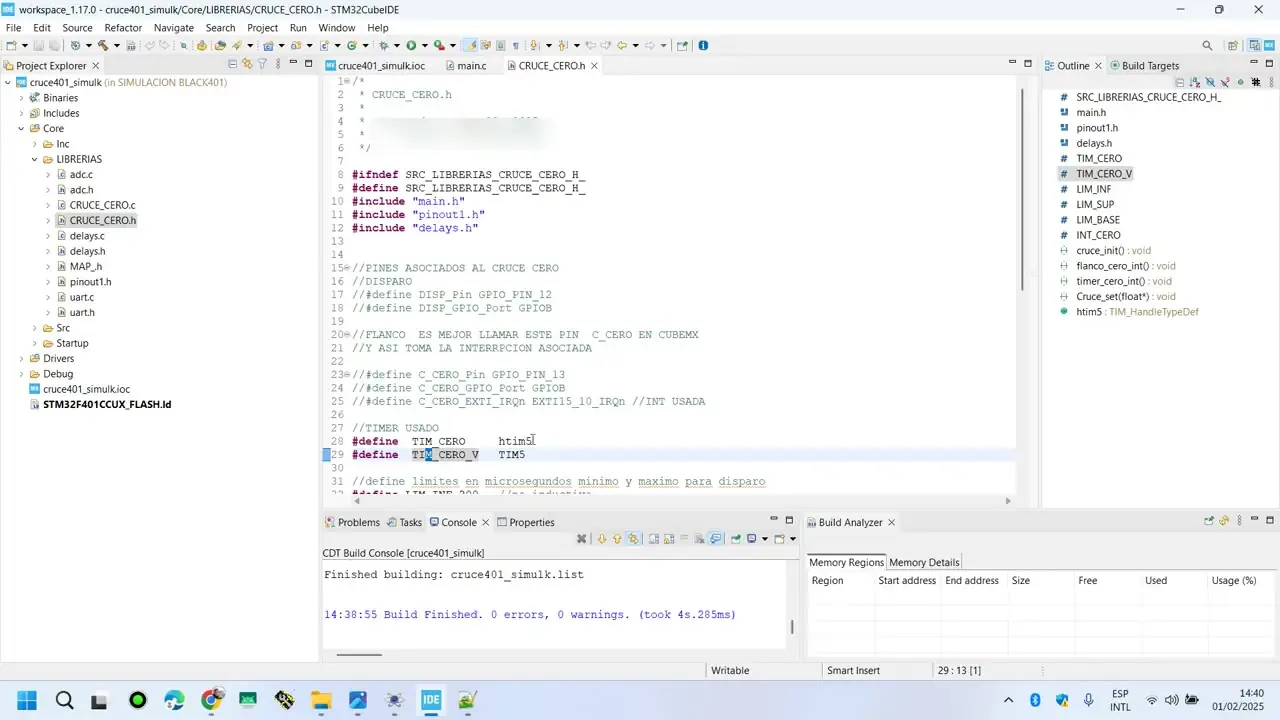 workspace_1.17.0 - cruce401_simulk/Core/LIBRERIAS/CRUCE_CERO.h - STM32CubeIDE
File Edit Source Refactor Navigate Search Project Run Window Help
Project Explorer
cruce401_simulk (in SIMULACION BLACK401)
Binaries
Includes
Core
Inc
LIBRERIAS
adc.c
adc.h
CRUCE_CERO.c
CRUCE_CERO.h
delays.c
delays.h
MAP_.h
pinout1.h
uart.c
uart.h
Src
Startup
Drivers
Debug
cruce401_simulk.ioc
STM32F401CCUX_FLASH.ld
cruce401_simulk.ioc main.c CRUCE_CERO.h
1 /*
2 * CRUCE_CERO.h
3 *
4 *
5 *
6 */
7
8 #ifndef SRC_LIBRERIAS_CRUCE_CERO_H_
9 #define SRC_LIBRERIAS_CRUCE_CERO_H_
10 #include "main.h"
11 #include "pinout1.h"
12 #include "delays.h"
13
14
15 //PINES ASOCIADOS AL CRUCE CERO
16 //DISPARO
17 //#define DISP_Pin GPIO_PIN_12
18 //#define DISP_GPIO_Port GPIOB
19
20 //FLANCO ES MEJOR LLAMAR ESTE PIN C_CERO EN CUBEMX
21 //Y ASI TOMA LA INTERRPCION ASOCIADA
22
23 //#define C_CERO_Pin GPIO_PIN_13
24 //#define C_CERO_GPIO_Port GPIOB
25 //#define C_CERO_EXTI_IRQn EXTI15_10_IRQn //INT USADA
26
27 //TIMER USADO
28 #define TIM_CERO htim5
29 #define TIM_CERO_V TIM5
30
31 //define limites en microsegundos minimo y maximo para disparo
Outline Build Targets
SRC_LIBRERIAS_CRUCE_CERO_H_
main.h
pinout1.h
delays.h
TIM_CERO
TIM_CERO_V
LIM_INF
LIM_SUP
LIM_BASE
INT_CERO
cruce_init() : void
flanco_cero_int() : void
timer_cero_int() : void
Cruce_set(float*) : void
htim5 : TIM_HandleTypeDef
Problems Tasks Console Properties
CDT Build Console [cruce401_simulk]
Finished building: cruce401_simulk.list
14:38:55 Build Finished. 0 errors, 0 warnings. (took 4s.285ms)
Build Analyzer
Memory Regions Memory Details
Region Start address End address Size Free Used Usage (%)
Writable Smart Insert 29 : 13 [1]
IDE
ESP
INTL
14:40
01/02/2025